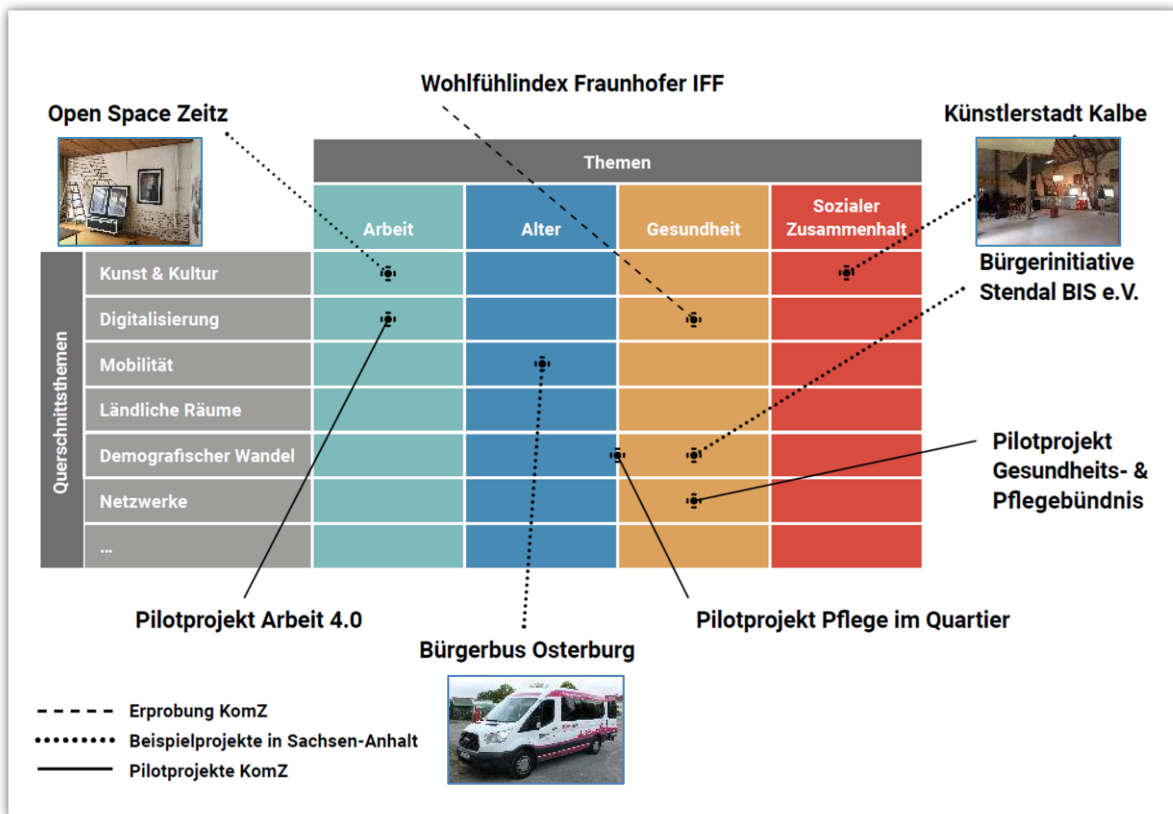 Wohlfühlindex Fraunhofer IFF
Open Space Zeitz
Künstlerstadt Kalbe
Themen
Arbeit
Alter
Gesundheit
Sozialer
Zusammenhalt
Querschnittsthemen
Kunst & Kultur
Digitalisierung
Mobilität
Ländliche Räume
Demografischer Wandel
Netzwerke
...
Bürgerinitiative
Stendal BIS e.V.
Pilotprojekt
Gesundheits- &
Pflegebündnis
Pilotprojekt Arbeit 4.0
Pilotprojekt Pflege im Quartier
Bürgerbus Osterburg
Erprobung KomZ
Beispielprojekte in Sachsen-Anhalt
Pilotprojekte KomZ